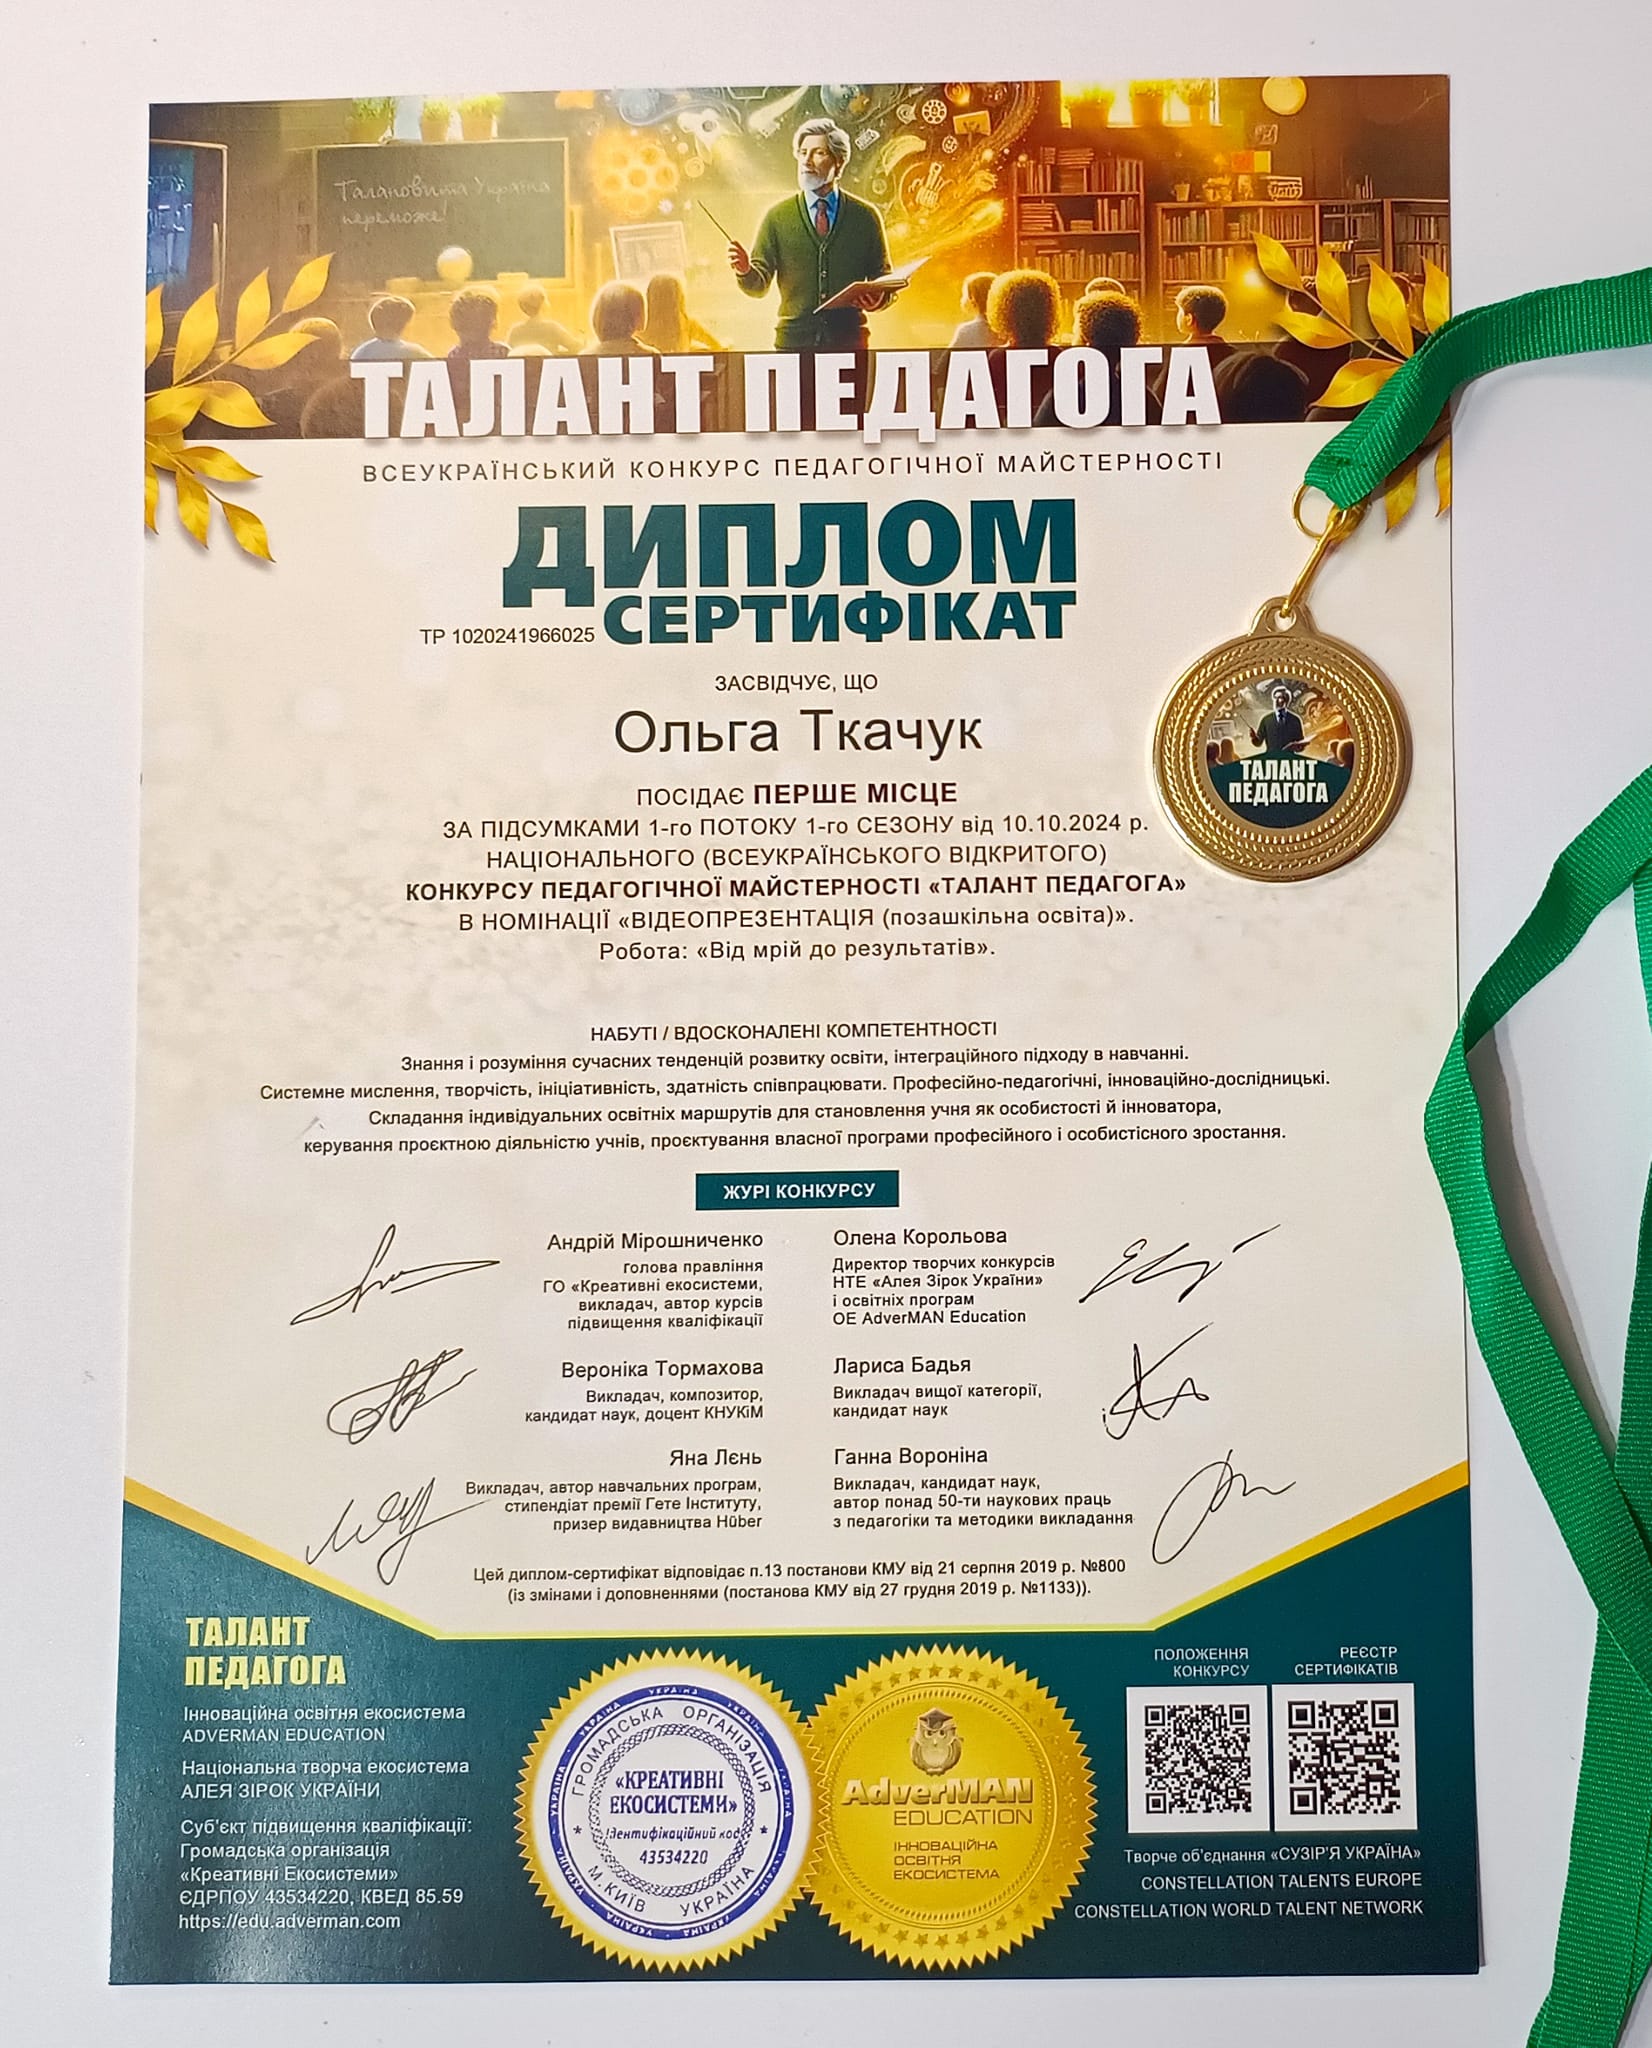 Талановита Україна
переможе!
ТАЛАНТ ПЕДАГОГА
ВСЕУКРАЇНСЬКИЙ КОНКУРС ПЕДАГОГІЧНОЇ МАЙСТЕРНОСТІ
ДИПЛОМ
ТР 1020241966025 СЕРТИФІКАТ
ЗАСВІДЧУЄ, ЩО
Ольга Ткачук
ПОСІДАЄ ПЕРШЕ МІСЦЕ
ЗА ПІДСУМКАМИ 1-го ПОТОКУ 1-го СЕЗОНУ від 10.10.2024 р.
НАЦІОНАЛЬНОГО (ВСЕУКРАЇНСЬКОГО ВІДКРИТОГО)
КОНКУРСУ ПЕДАГОГІЧНОЇ МАЙСТЕРНОСТІ «ТАЛАНТ ПЕДАГОГА»
В НОМІНАЦІЇ «ВІДЕОПРЕЗЕНТАЦІЯ (позашкільна освіта)».
Робота: «Від мрій до результатів».
ТАЛАНТ
ПЕДАГОГА
НАБУТІ / ВДОСКОНАЛЕНІ КОМПЕТЕНТНОСТІ
Знання і розуміння сучасних тенденцій розвитку освіти, інтеграційного підходу в навчанні.
Системне мислення, творчість, ініціативність, здатність співпрацювати. Професійно-педагогічні, інноваційно-дослідницькі.
Складання індивідуальних освітніх маршрутів для становлення учня як особистості й інноватора,
керування проєктною діяльністю учнів, проєктування власної програми професійного і особистісного зростання.
ЖУРІ КОНКУРСУ
Андрій Мірошниченко
голова правління
ГО «Креативні екосистеми,
викладач, автор курсів
підвищення кваліфікації
Олена Корольова
Директор творчих конкурсів
НТЕ «Алея Зірок України»
і освітніх програм
ОЕ AdverMAN Education
Вероніка Тормахова
Викладач, композитор,
кандидат наук, доцент КНУКіМ
Лариса Бадья
Викладач вищої категорії,
кандидат наук
Яна Лєнь
Викладач, автор навчальних програм,
стипендіат премії Гете Інституту,
призер видавництва Hüber
Ганна Вороніна
Викладач, кандидат наук,
автор понад 50-ти наукових праць
з педагогіки та методики викладання
Цей диплом-сертифікат відповідає п.13 постанови КМУ від 21 серпня 2019 р. №800
(із змінами і доповненнями (постанова КМУ від 27 грудня 2019 р. №1133)).
ТАЛАНТ
ПЕДАГОГА
Інноваційна освітня екосистема
ADVERMAN EDUCATION
Національна творча екосистема
АЛЕЯ ЗІРОК УКРАЇНИ
Суб'єкт підвищення кваліфікації:
Громадська організація
«Креативні Екосистеми»
ЄДРПОУ 43534220, КВЕД 85.59
https://edu.adverman.com
УКРАЇНА · УКРАЇНА · УКРАЇНА · УКРАЇНА · УКРАЇНА · УКРАЇНА
ГРОМАДСЬКА ОРГАНІЗАЦІЯ
«КРЕАТИВНІ
ЕКОСИСТЕМИ»
Ідентифікаційний код
43534220
М.КИЇВ УКРАЇНА
AdverMAN
EDUCATION
ІННОВАЦІЙНА
ОСВІТНЯ
ЕКОСИСТЕМА
ПОЛОЖЕННЯ
КОНКУРСУ
РЕЄСТР
СЕРТИФІКАТІВ
Творче об'єднання «СУЗІР'Я УКРАЇНА»
CONSTELLATION TALENTS EUROPE
CONSTELLATION WORLD TALENT NETWORK